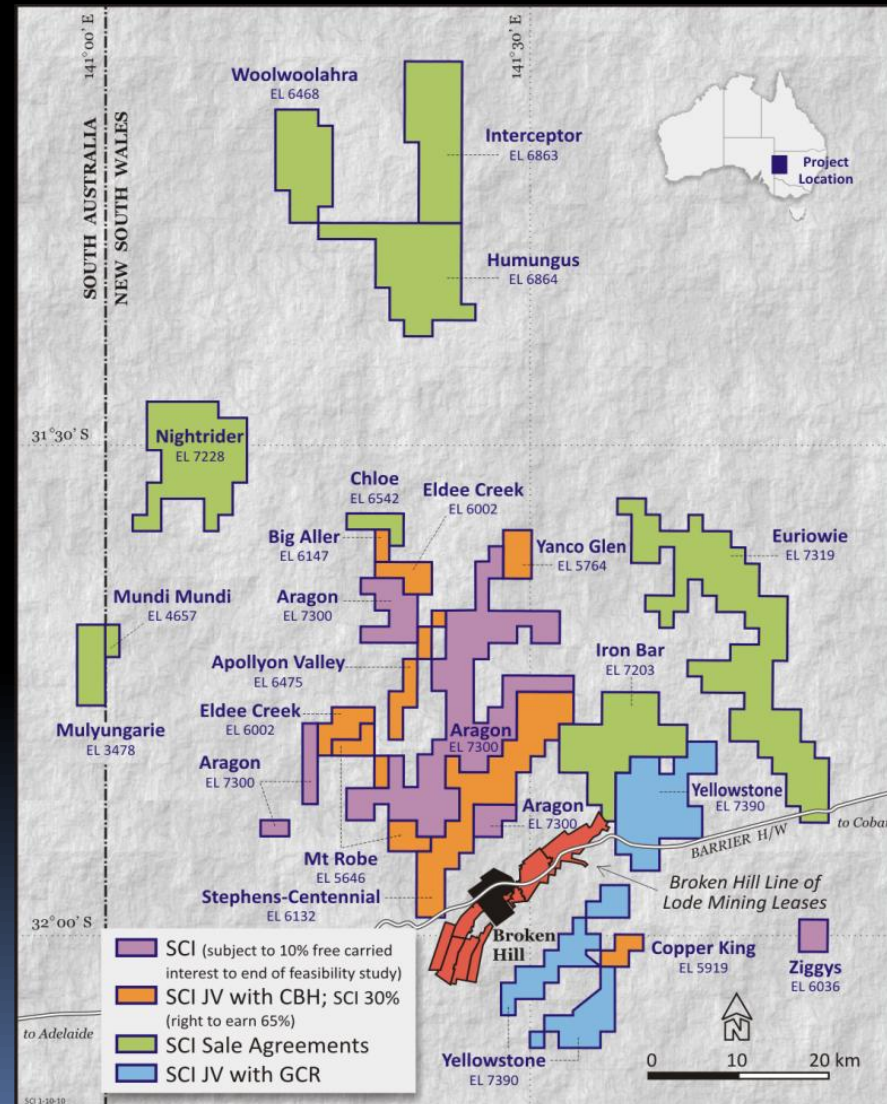 141°00' E
141°30' E
SOUTH AUSTRALIA
NEW SOUTH WALES
Woolwoolahra
EL 6468
Interceptor
EL 6863
Project
Location
Humungus
EL 6864
31°30' S
Nightrider
EL 7228
Chloe
EL 6542
Eldee Creek
EL 6002
Big Aller
EL 6147
Yanco Glen
EL 5764
Euriowie
EL 7319
Aragon
EL 7300
Mundi Mundi
EL 4657
Apollyon Valley
EL 6475
Iron Bar
EL 7203
Eldee Creek
EL 6002
Mulyungarie
EL 3478
Aragon
EL 7300
Aragon
EL 7300
Yellowstone
EL 7390
Aragon
EL 7300
to Cobar
BARRIER H/W
Mt Robe
EL 5646
Broken Hill Line of
Lode Mining Leases
Stephens-Centennial
EL 6132
32°00' S
Broken
Hill
Copper King
EL 5919
Ziggys
EL 6036
SCI (subject to 10% free carried
interest to end of feasibility study)
SCI JV with CBH; SCI 30%
(right to earn 65%)
SCI Sale Agreements
SCI JV with GCR
to Adelaide
Yellowstone
EL 7390
N
0 10 20 km
SCI 1-10-10